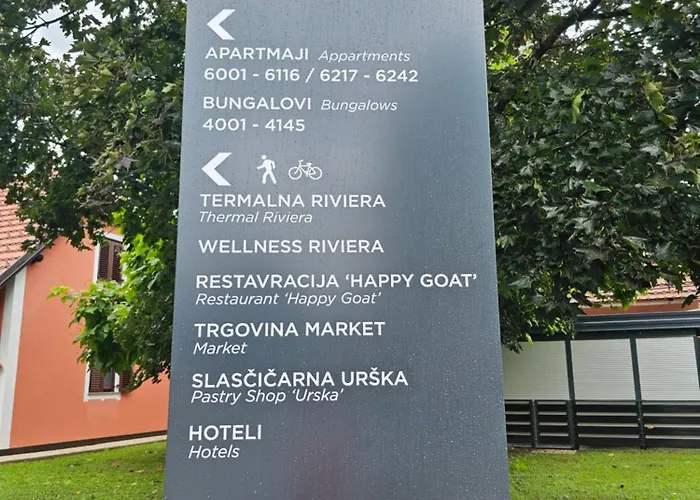 APARTMAJI Appartments
6001 - 6116 / 6217 - 6242
BUNGALOVI Bungalows
4001 - 4145
TERMALNA RIVIERA
Thermal Riviera
WELLNESS RIVIERA
RESTAVRACIJA ‘HAPPY GOAT’
Restaurant ‘Happy Goat’
TRGOVINA MARKET
Market
SLASČIČARNA URŠKA
Pastry Shop ‘Urska’
HOTELI
Hotels